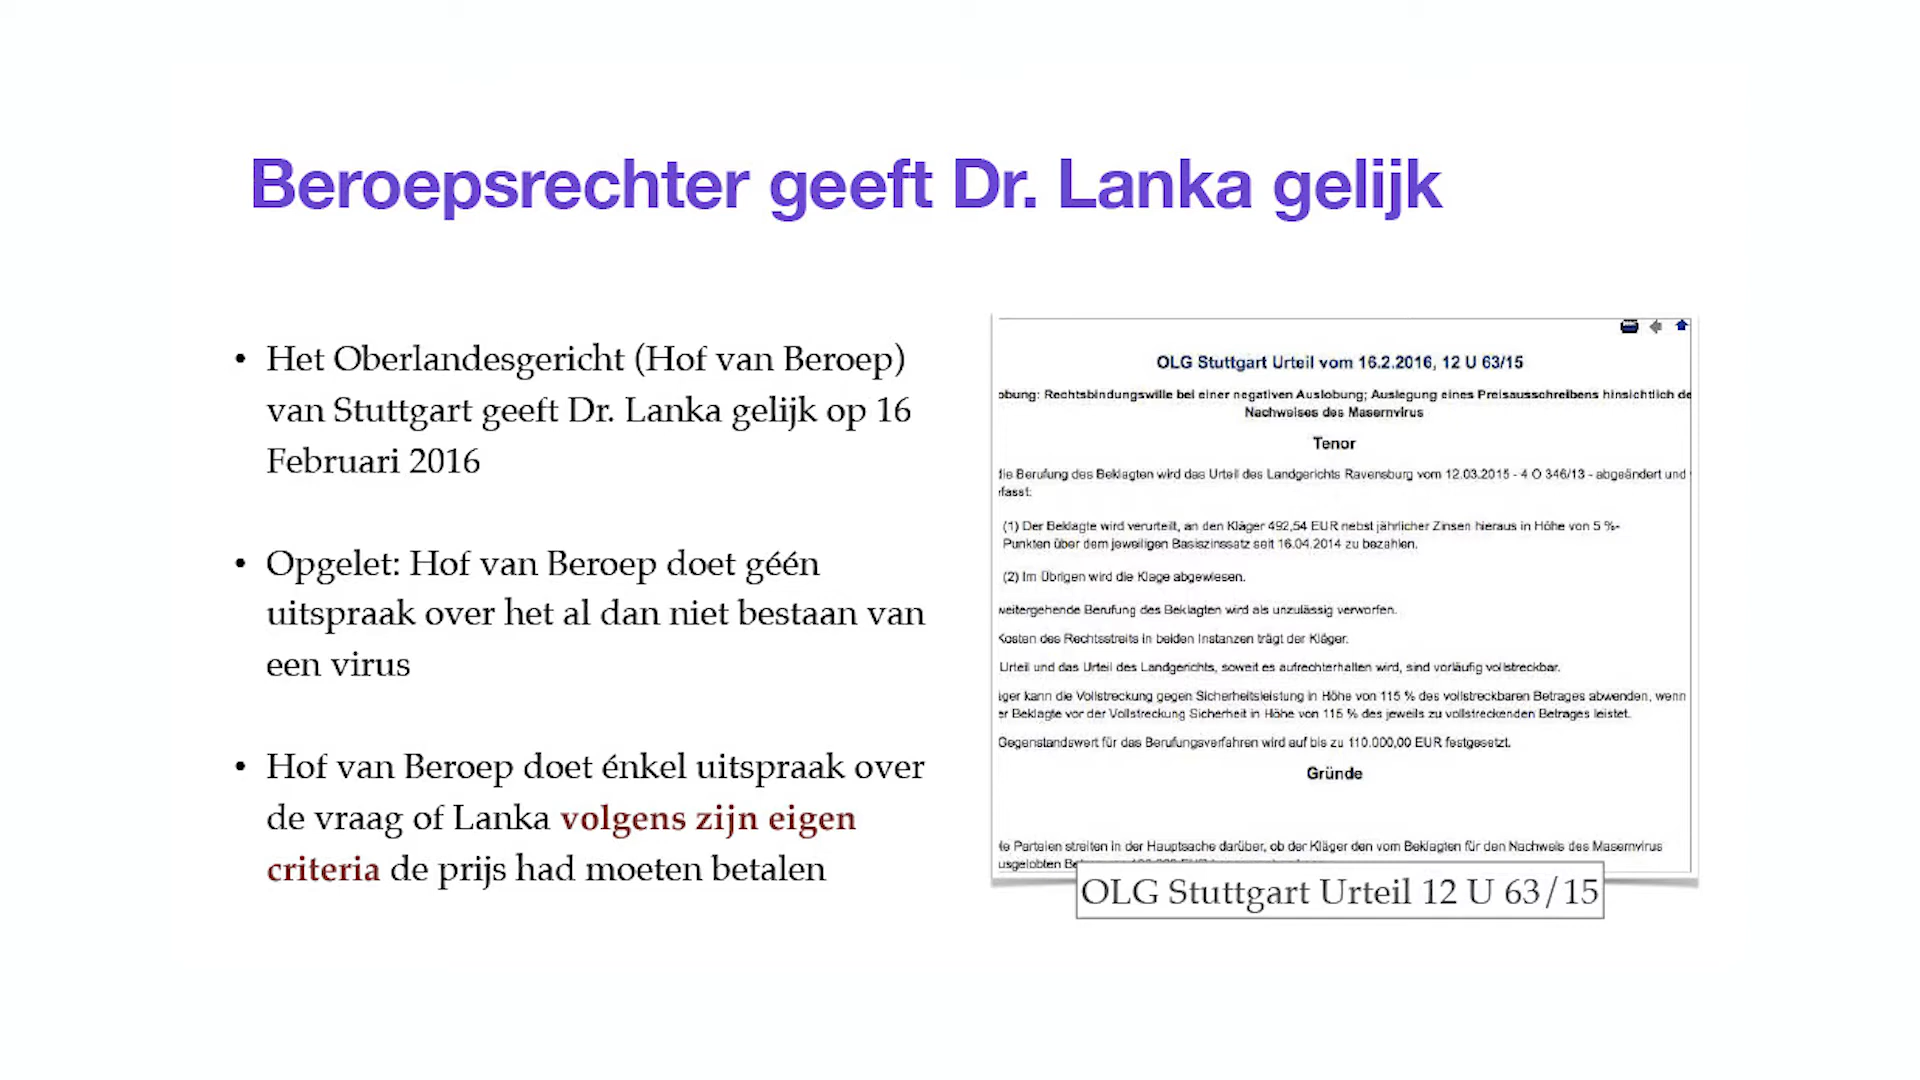 Beroepsrechter geeft Dr. Lanka gelijk
• Het Oberlandesgericht (Hof van Beroep)
van Stuttgart geeft Dr. Lanka gelijk op 16
Februari 2016
• Opgelet: Hof van Beroep doet géén
uitspraak over het al dan niet bestaan van
een virus
• Hof van Beroep doet énkel uitspraak over
de vraag of Lanka volgens zijn eigen
criteria de prijs had moeten betalen
OLG Stuttgart Urteil vom 16.2.2016, 12 U 63/15
obung: Rechtsbindungswille bei einer negativen Auslobung; Auslegung eines Preisausschreibens hinsichtlich de
Nachweises des Masernvirus
Tenor
die Berufung des Beklagten wird das Urteil des Landgerichts Ravensburg vom 12.03.2015 - 4 O 346/13 - abgeändert und
rfasst:
(1) Der Beklagte wird verurteilt, an den Kläger 492,54 EUR nebst jährlicher Zinsen hieraus in Höhe von 5 %-
Punkten über dem jeweiligen Basiszinssatz seit 16.04.2014 zu bezahlen.
(2) Im Übrigen wird die Klage abgewiesen.
weitergehende Berufung des Beklagten wird als unzulässig verworfen.
Kosten des Rechtsstreits in beiden Instanzen trägt der Kläger.
Urteil und das Urteil des Landgerichts, soweit es aufrechterhalten wird, sind vorläufig vollstreckbar.
äger kann die Vollstreckung gegen Sicherheitsleistung in Höhe von 115 % des vollstreckbaren Betrages abwenden, wenn
er Beklagte vor der Vollstreckung Sicherheit in Höhe von 115 % des jeweils zu vollstreckenden Betrages leistet.
Gegenstandswert für das Berufungsverfahren wird auf bis zu 110.000,00 EUR festgesetzt.
Gründe
ie Parteien streiten in der Hauptsache darüber, ob der Kläger den vom Beklagten für den Nachweis des Masernvirus
usgelobten
OLG Stuttgart Urteil 12 U 63/15